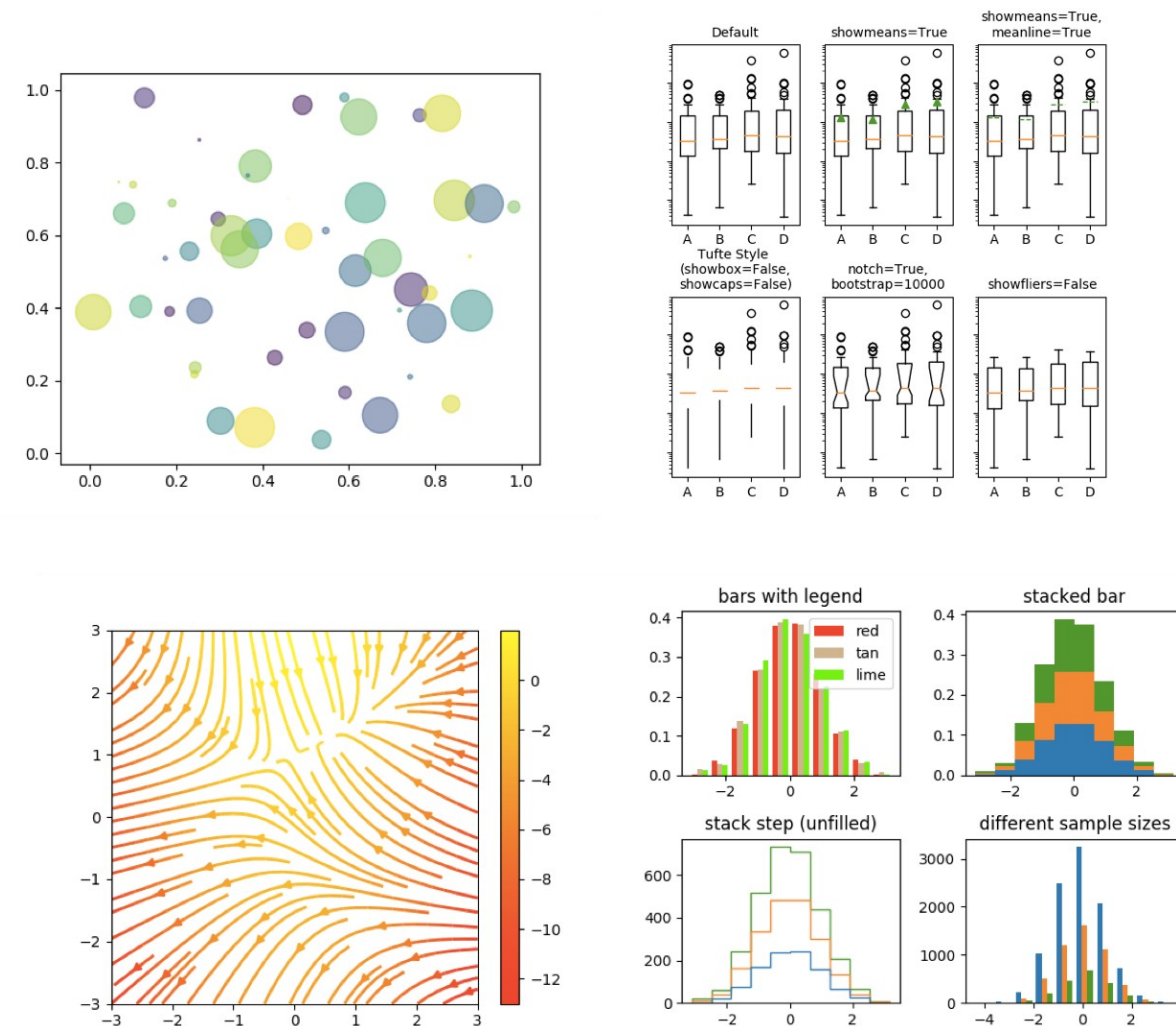 1.0
0.8
0.6
0.4
0.2
0.0
0.0 0.2 0.4 0.6 0.8 1.0
Default
showmeans=True
showmeans=True,
meanline=True
A B C D
A B C D
A B C D
Tufte Style
(showbox=False,
showcaps=False)
notch=True,
bootstrap=10000
showfliers=False
A B C D
A B C D
A B C D
3
2
1
0
−1
−2
−3
−3 −2 −1 0 1 2 3
0
−2
−4
−6
−8
−10
−12
bars with legend
0.4
0.3
0.2
0.1
0.0
red
tan
lime
−2 0 2
stacked bar
0.4
0.3
0.2
0.1
0.0
−2 0 2
stack step (unfilled)
600
400
200
0
−2 0 2
different sample sizes
3000
2000
1000
0
−4 −2 0 2